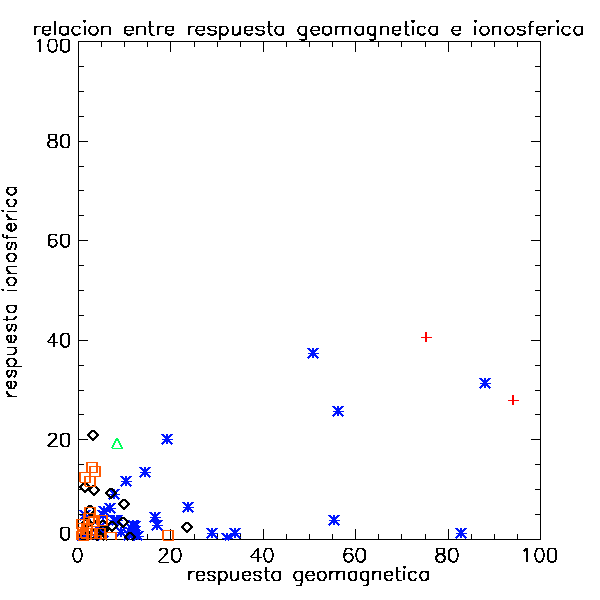 relacion entre respuesta geomagnetica e ionosferica
100
80
60
40
20
0
respuesta ionosferica
0 20 40 60 80 100
respuesta geomagnetica